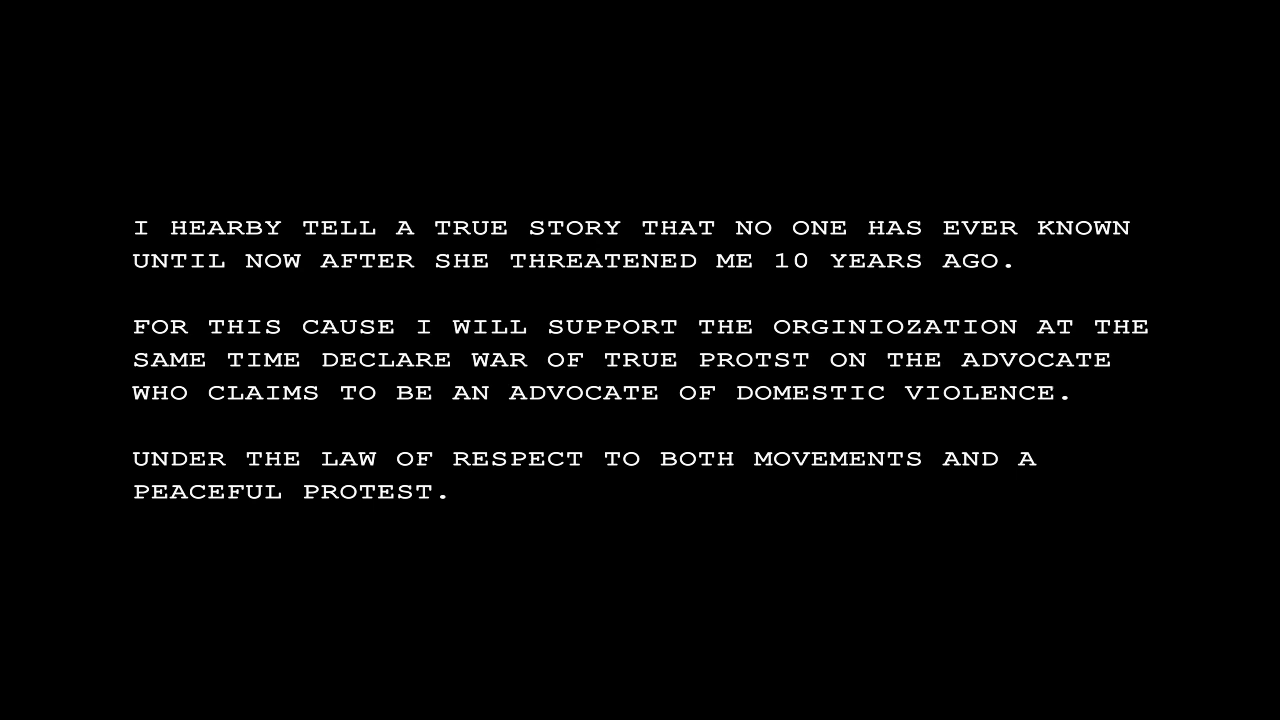 I HEARBY TELL A TRUE STORY THAT NO ONE HAS EVER KNOWN
UNTIL NOW AFTER SHE THREATENED ME 10 YEARS AGO.
FOR THIS CAUSE I WILL SUPPORT THE ORGINIOZATION AT THE
SAME TIME DECLARE WAR OF TRUE PROTST ON THE ADVOCATE
WHO CLAIMS TO BE AN ADVOCATE OF DOMESTIC VIOLENCE.
UNDER THE LAW OF RESPECT TO BOTH MOVEMENTS AND A
PEACEFUL PROTEST.